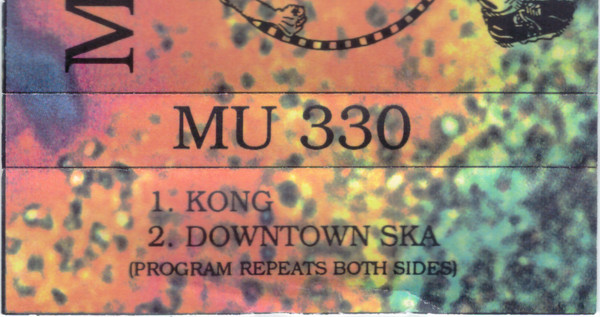 M
MU 330
1. KONG
2. DOWNTOWN SKA
(PROGRAM REPEATS BOTH SIDES)